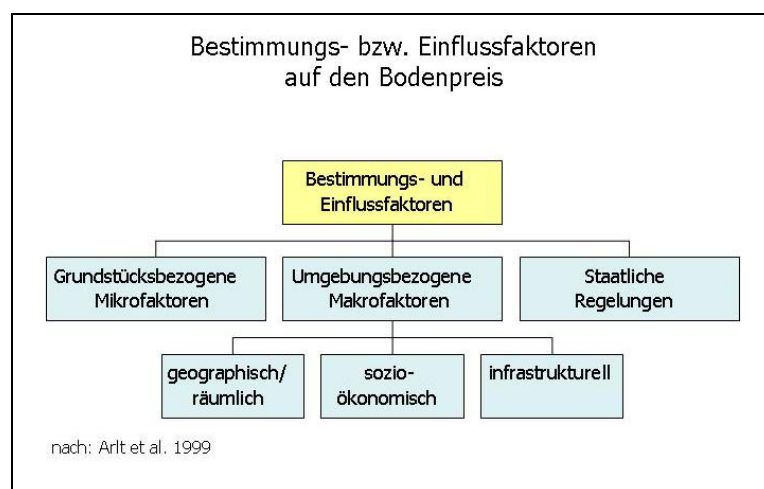 Bestimmungs- bzw. Einflussfaktoren
auf den Bodenpreis
Bestimmungs- und
Einflussfaktoren
Grundstücksbezogene
Mikrofaktoren
Umgebungsbezogene
Makrofaktoren
Staatliche
Regelungen
geographisch/
räumlich
sozio-
ökonomisch
infrastrukturell
nach: Arlt et al. 1999